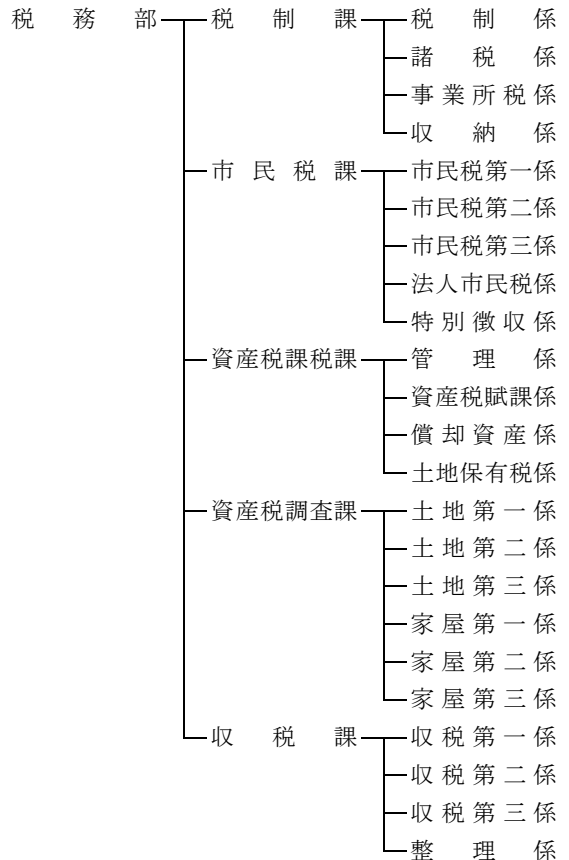 税務部 税制課 税制係
諸税係
事業所税係
収納係
市民税課 市民税第一係
市民税第二係
市民税第三係
法人市民税係
特別徴収係
資産税課税課 管理係
資産税賦課係
償却資産係
土地保有税係
資産税調査課 土地第一係
土地第二係
土地第三係
家屋第一係
家屋第二係
家屋第三係
収税課 収税第一係
収税第二係
収税第三係
整理係